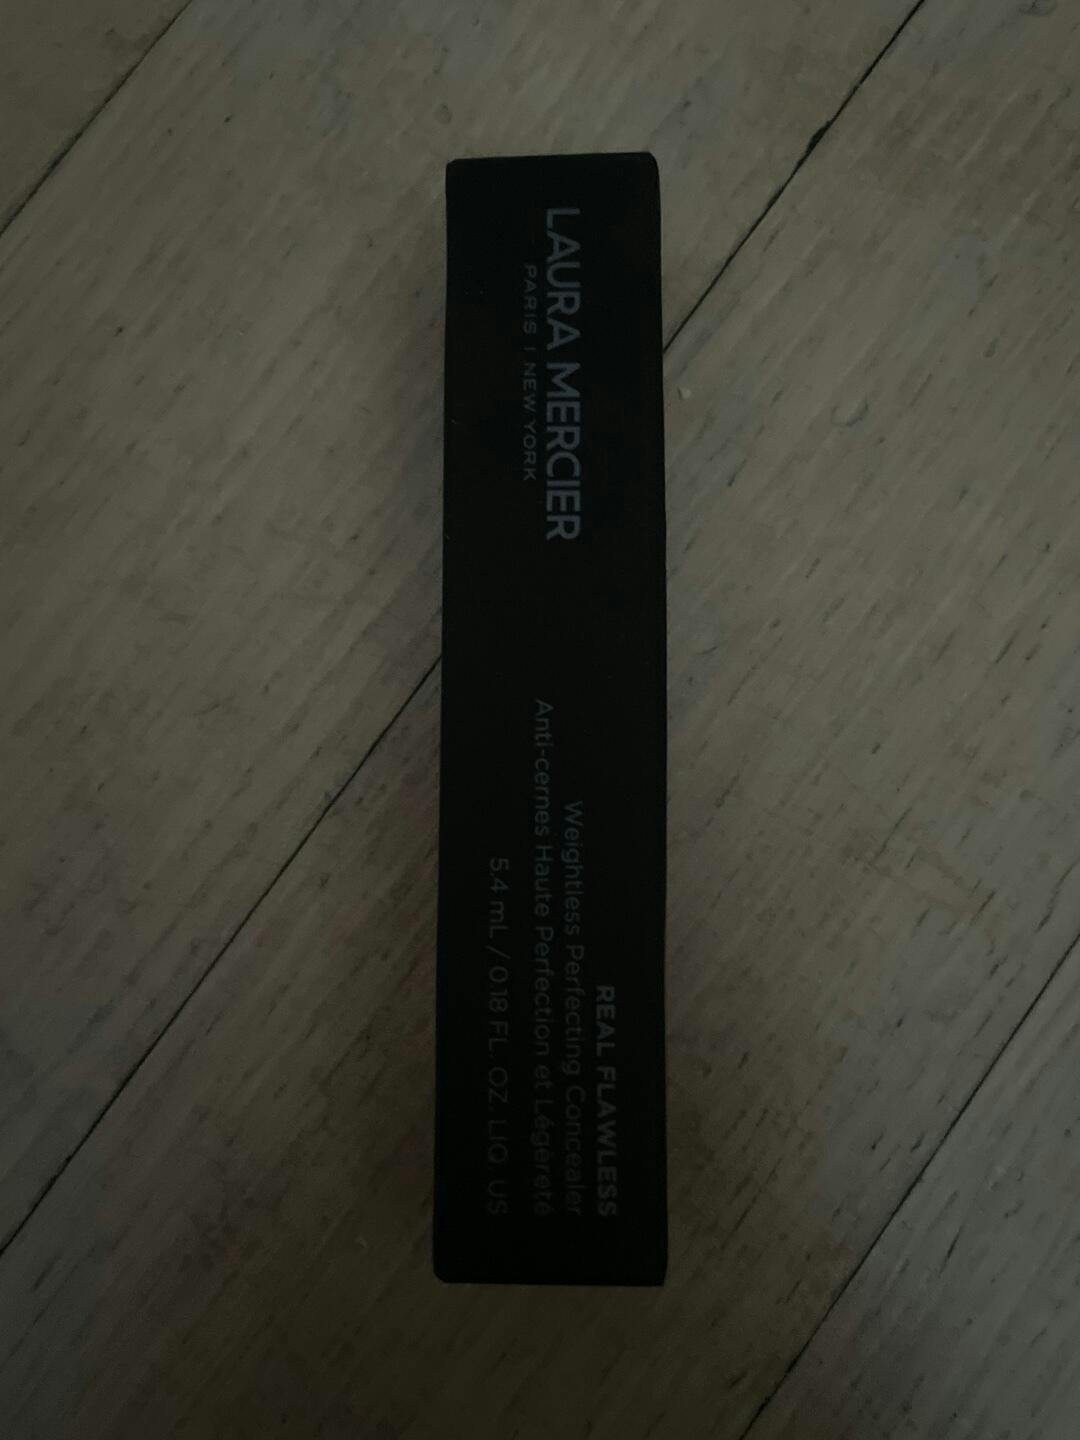 LAURA MERCIER
PARIS | NEW YORK
REAL FLAWLESS
Weightless Perfecting Concealer
Anti-cernes Haute Perfection et Légèreté
5.4 mL / 0.18 FL. OZ. LIQ. US